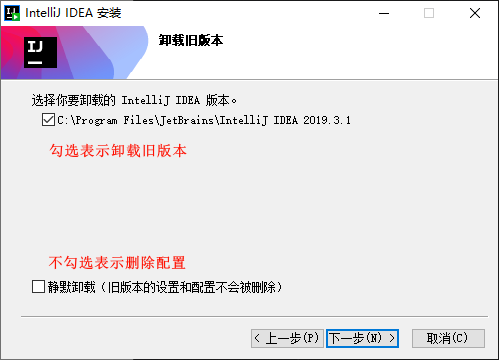 IntelliJ IDEA 安装
IJ
卸载旧版本
选择你要卸载的 IntelliJ IDEA 版本。
C:\Program Files\JetBrains\IntelliJ IDEA 2019.3.1
勾选表示卸载旧版本
不勾选表示删除配置
静默卸载（旧版本的设置和配置不会被删除）
< 上一步(P) 下一步(N) > 取消(C)